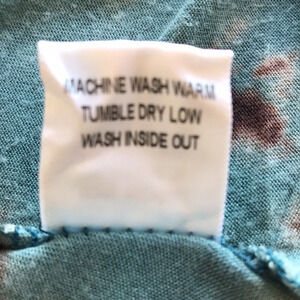 MACHINE WASH WARM
TUMBLE DRY LOW
WASH INSIDE OUT